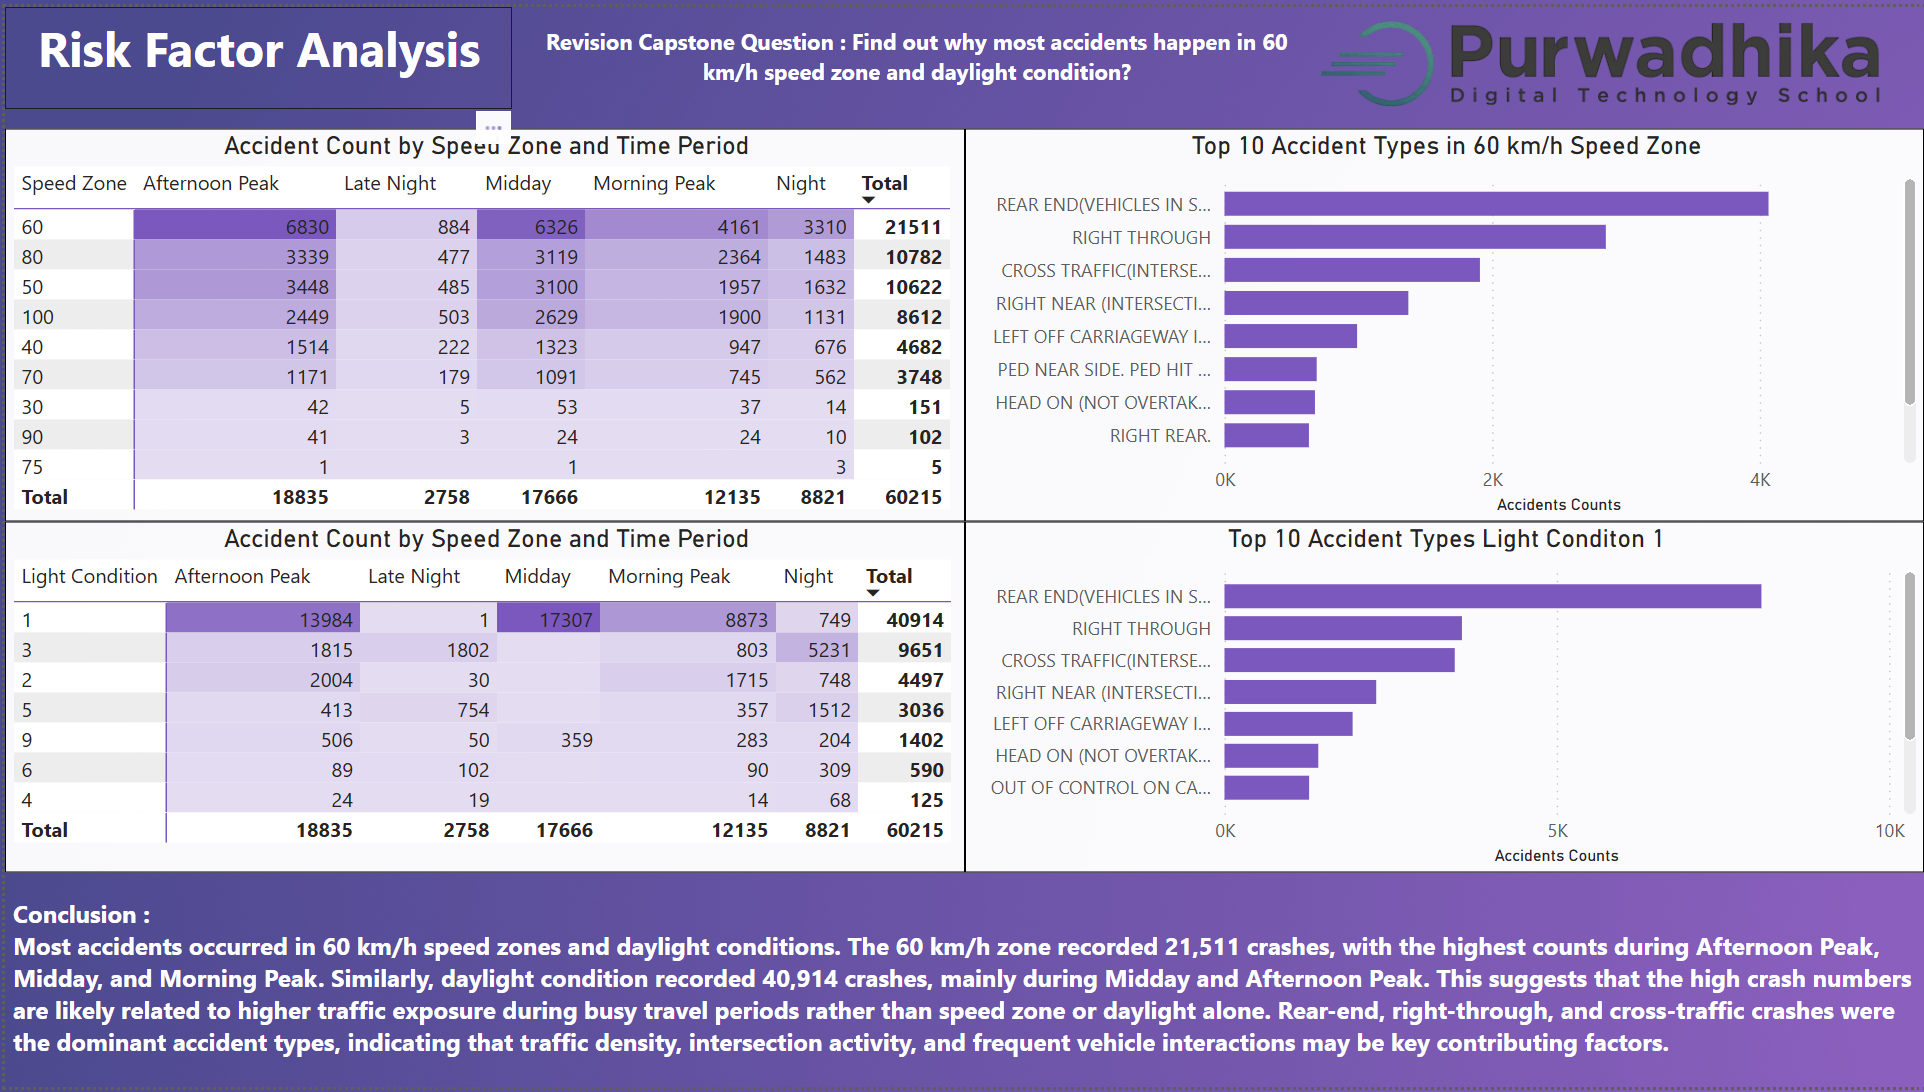 Risk Factor Analysis
Revision Capstone Question : Find out why most accidents happen in 60
km/h speed zone and daylight condition?
Purwadhika
Digital Technology School
Accident Count by Speed Zone and Time Period
Speed Zone Afternoon Peak Late Night Midday Morning Peak Night Total
60 6830 884 6326 4161 3310 21511
80 3339 477 3119 2364 1483 10782
50 3448 485 3100 1957 1632 10622
100 2449 503 2629 1900 1131 8612
40 1514 222 1323 947 676 4682
70 1171 179 1091 745 562 3748
30 42 5 53 37 14 151
90 41 3 24 24 10 102
75 1 1 3 5
Total 18835 2758 17666 12135 8821 60215
Top 10 Accident Types in 60 km/h Speed Zone
REAR END(VEHICLES IN S...
RIGHT THROUGH
CROSS TRAFFIC(INTERSE...
RIGHT NEAR (INTERSECTI...
LEFT OFF CARRIAGEWAY I...
PED NEAR SIDE. PED HIT ...
HEAD ON (NOT OVERTAK...
RIGHT REAR.
0K 2K 4K
Accidents Counts
Accident Count by Speed Zone and Time Period
Light Condition Afternoon Peak Late Night Midday Morning Peak Night Total
1 13984 1 17307 8873 749 40914
3 1815 1802 803 5231 9651
2 2004 30 1715 748 4497
5 413 754 357 1512 3036
9 506 50 359 283 204 1402
6 89 102 90 309 590
4 24 19 14 68 125
Total 18835 2758 17666 12135 8821 60215
Top 10 Accident Types Light Conditon 1
REAR END(VEHICLES IN S...
RIGHT THROUGH
CROSS TRAFFIC(INTERSE...
RIGHT NEAR (INTERSECTI...
LEFT OFF CARRIAGEWAY I...
HEAD ON (NOT OVERTAK...
OUT OF CONTROL ON CA...
0K 5K 10K
Accidents Counts
Conclusion :
Most accidents occurred in 60 km/h speed zones and daylight conditions. The 60 km/h zone recorded 21,511 crashes, with the highest counts during Afternoon Peak,
Midday, and Morning Peak. Similarly, daylight condition recorded 40,914 crashes, mainly during Midday and Afternoon Peak. This suggests that the high crash numbers
are likely related to higher traffic exposure during busy travel periods rather than speed zone or daylight alone. Rear-end, right-through, and cross-traffic crashes were
the dominant accident types, indicating that traffic density, intersection activity, and frequent vehicle interactions may be key contributing factors.